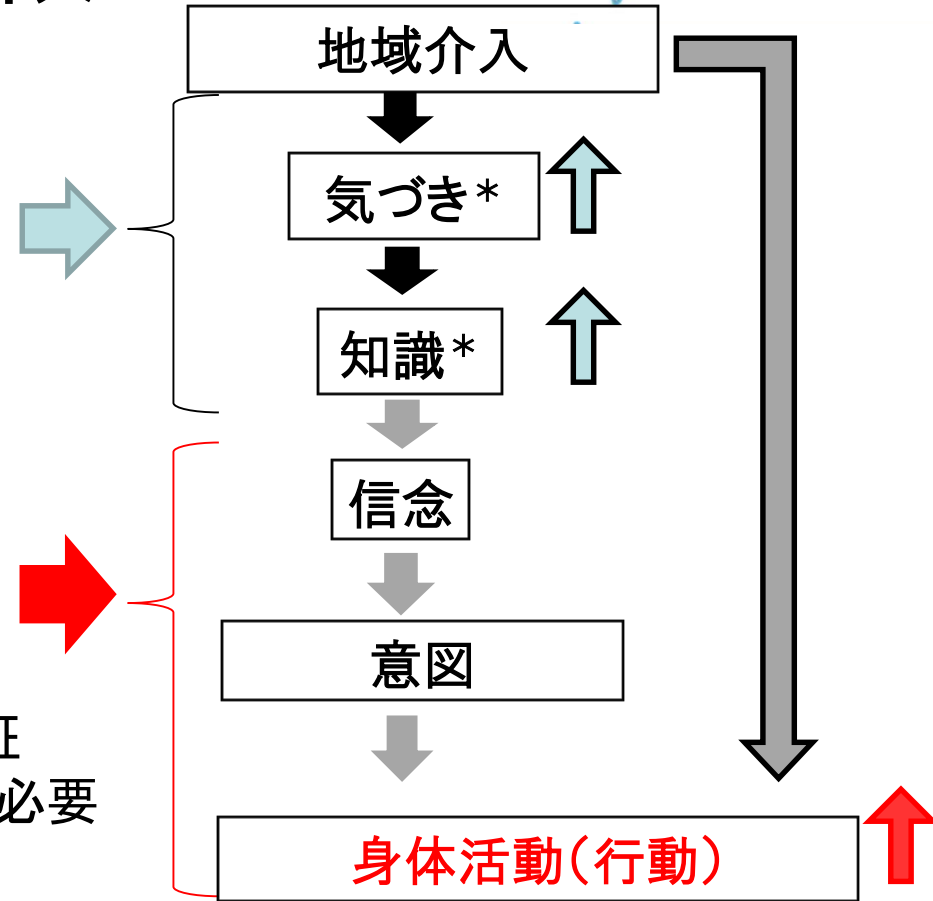 地域介入
気づき*
知識*
信念
意図
証
必要
身体活動(行動)